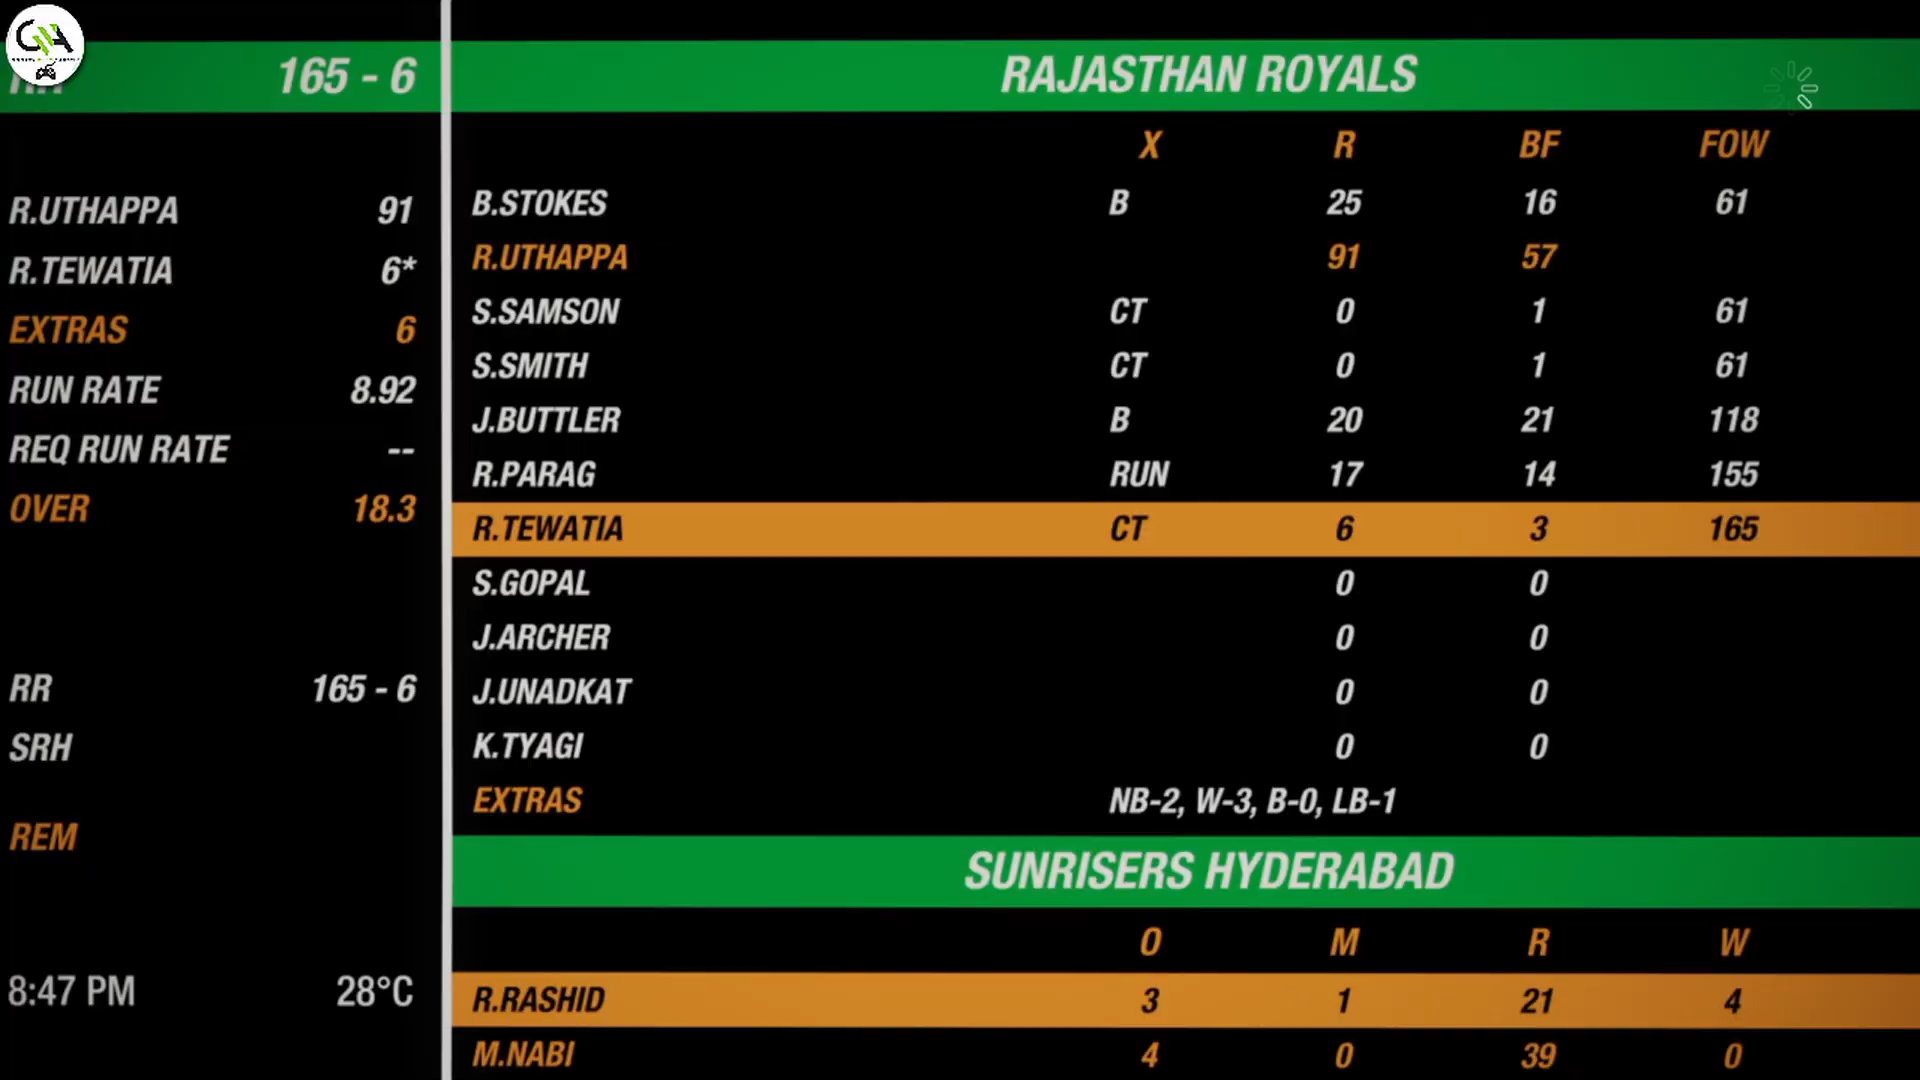 165 - 6
R.UTHAPPA 91
R.TEWATIA 6*
EXTRAS 6
RUN RATE 8.92
REQ RUN RATE --
OVER 18.3
RR 165 - 6
SRH
REM
8:47 PM 28°C
RAJASTHAN ROYALS
X R BF FOW
B.STOKES B 25 16 61
R.UTHAPPA 91 57
S.SAMSON CT 0 1 61
S.SMITH CT 0 1 61
J.BUTTLER B 20 21 118
R.PARAG RUN 17 14 155
R.TEWATIA CT 6 3 165
S.GOPAL 0 0
J.ARCHER 0 0
J.UNADKAT 0 0
K.TYAGI 0 0
EXTRAS NB-2, W-3, B-0, LB-1
SUNRISERS HYDERABAD
O M R W
R.RASHID 3 1 21 4
M.NABI 4 0 39 0